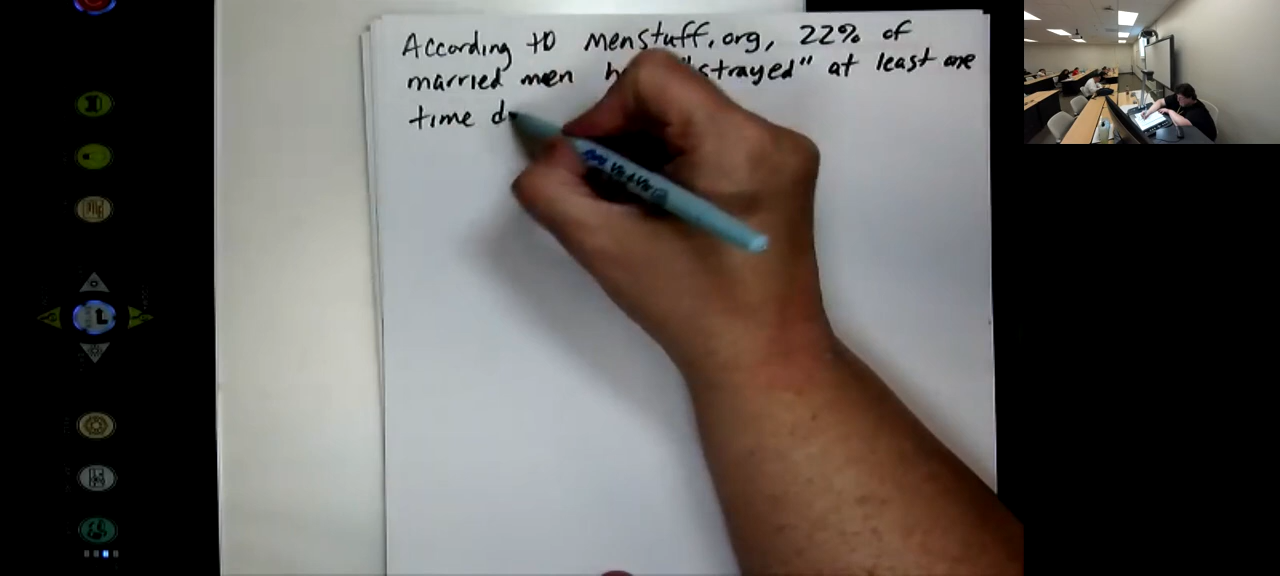 According to menstuff.org, 22% of
married men "strayed" at least one
time